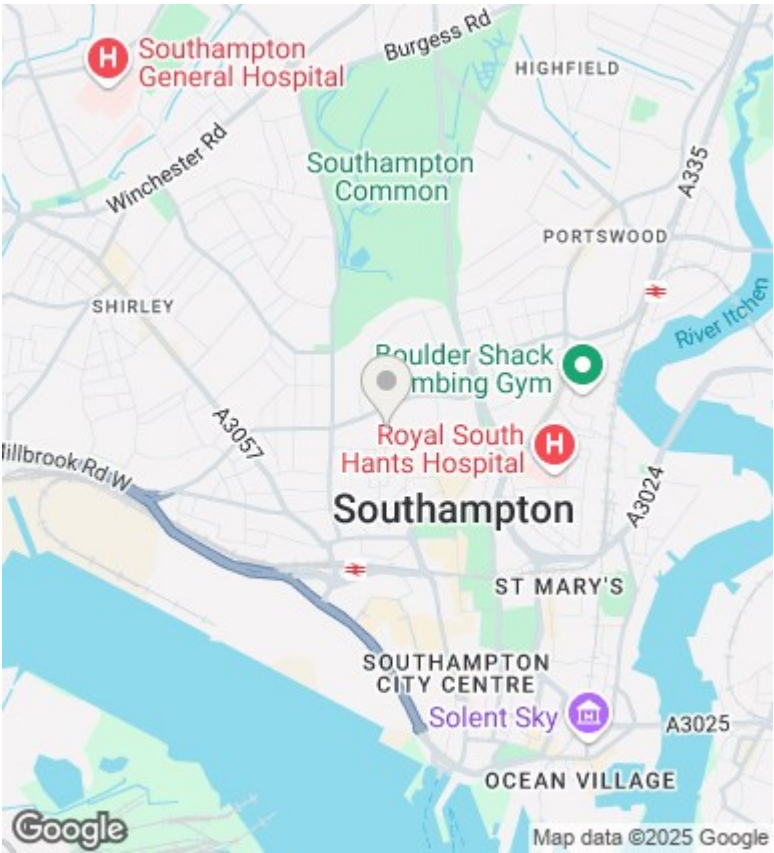 Southampton
General Hospital
Burgess Rd
HIGHFIELD
Winchester Rd
Southampton
Common
A335
PORTSWOOD
SHIRLEY
River Itchen
Boulder Shack
mbing Gym
A3057
Royal South
Hants Hospital
illbrook Rd W
A3024
Southampton
ST MARY'S
SOUTHAMPTON
CITY CENTRE
Solent Sky
A3025
OCEAN VILLAGE
Google
Map data ©2025 Google